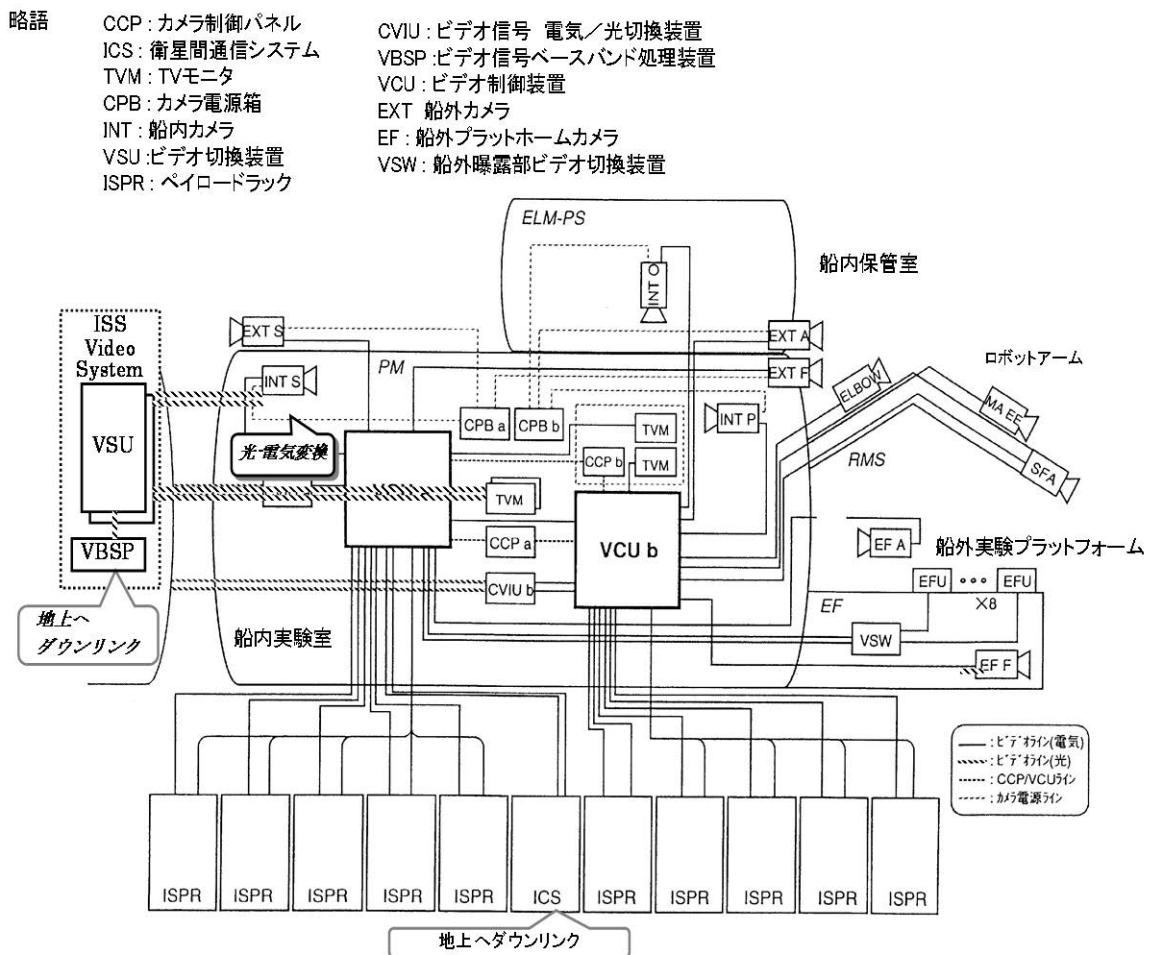 略語
CCP : カメラ制御パネル
ICS : 衛星間通信システム
TVM : TVモニタ
CPB : カメラ電源箱
INT : 船内カメラ
VSU :ビデオ切換装置
ISPR : ペイロードラック
CVIU : ビデオ信号 電気／光切換装置
VBSP : ビデオ信号ベースバンド処理装置
VCU : ビデオ制御装置
EXT 船外カメラ
EF : 船外プラットホームカメラ
VSW : 船外曝露部ビデオ切換装置
ELM-PS
船内保管室
INT O
ISS
Video
System
VSU
VBSP
地上へ
ダウンリンク
EXT S
PM
INT S
光-電気変換
CPB a
CPB b
TVM
CCP b
TVM
INT P
EXT A
EXT F
TVM
CCP a
CVIU b
VCU b
船内実験室
ロボットアーム
ELBOW
MA EE
SFA
RMS
EF A
船外実験プラットフォーム
EFU
•••
EFU
×8
EF
VSW
EF F
: ビデオライン(電気)
: ビデオライン(光)
: CCP/VCUライン
: カメラ電源ライン
ISPR
ISPR
ISPR
ISPR
ISPR
ICS
ISPR
ISPR
ISPR
ISPR
ISPR
地上へダウンリンク